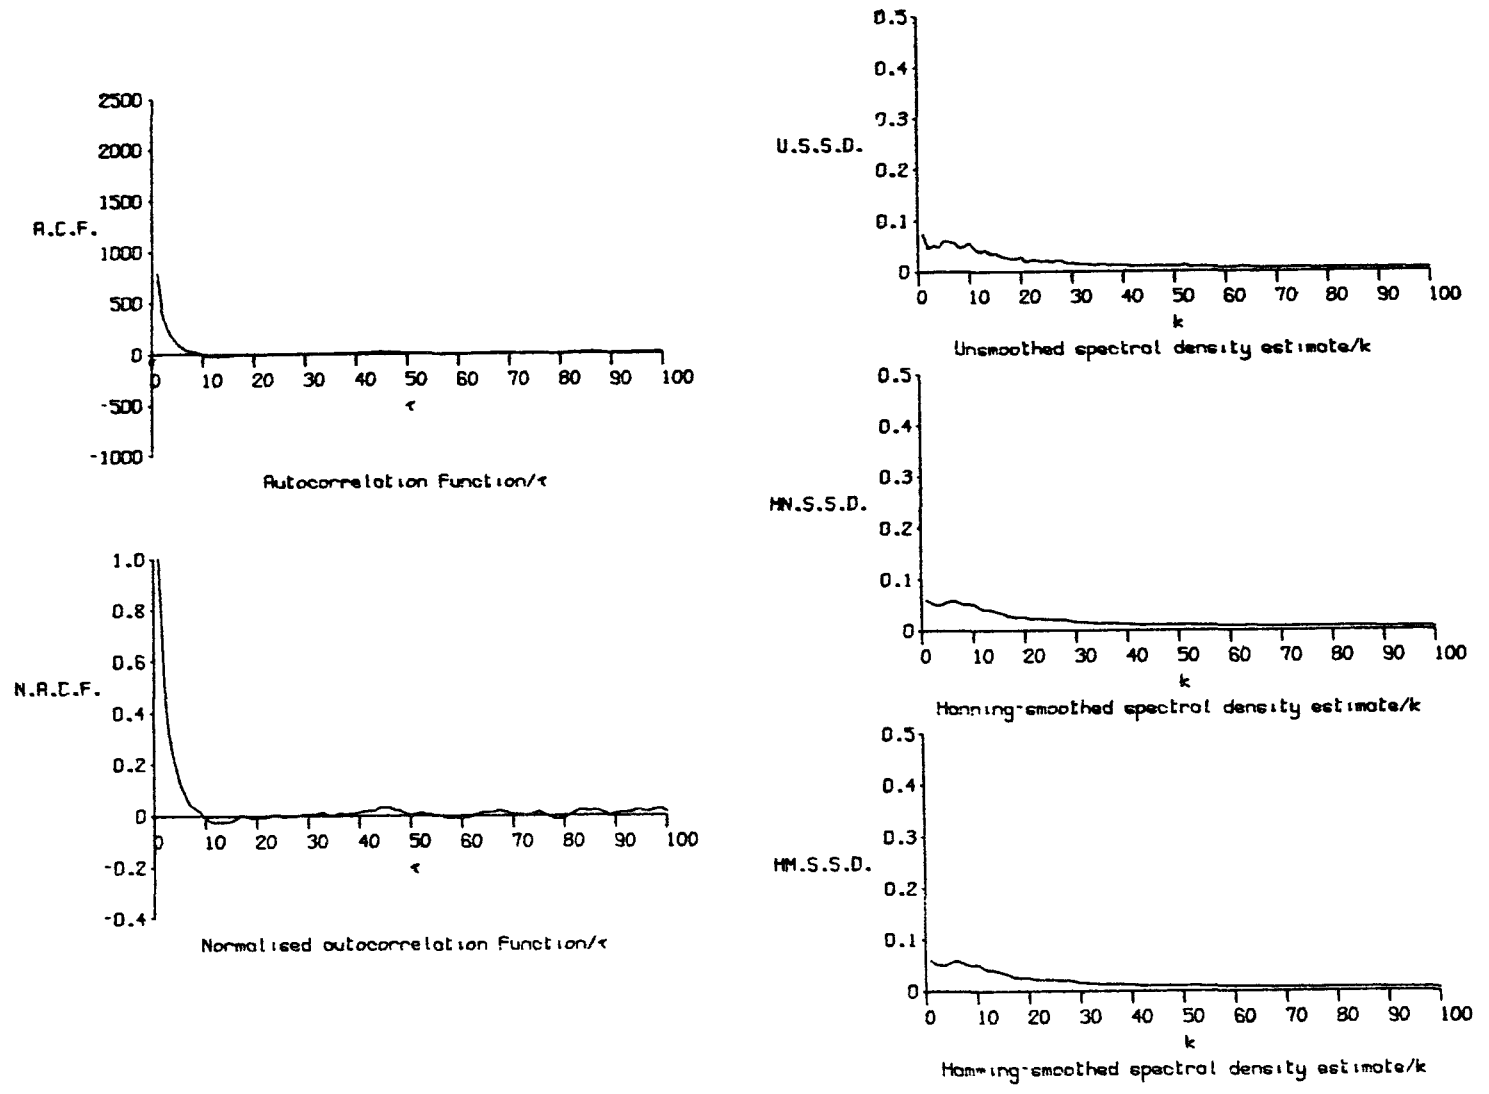 2500
2000
1500
A.C.F.
1000
500
0
0 10 20 30 40 50 60 70 80 90 100
τ
-500
-1000
Autocorrelation function/τ
1.0
0.8
0.6
N.A.C.F.
0.4
0.2
0
0 10 20 30 40 50 60 70 80 90 100
τ
-0.2
-0.4
Normalised autocorrelation function/τ
0.5
0.4
0.3
U.S.S.D.
0.2
0.1
0
0 10 20 30 40 50 60 70 80 90 100
k
Unsmoothed spectral density estimate/k
0.5
0.4
0.3
HN.S.S.D.
0.2
0.1
0
0 10 20 30 40 50 60 70 80 90 100
k
Hanning-smoothed spectral density estimate/k
0.5
0.4
0.3
HM.S.S.D.
0.2
0.1
0
0 10 20 30 40 50 60 70 80 90 100
k
Hamming-smoothed spectral density estimate/k